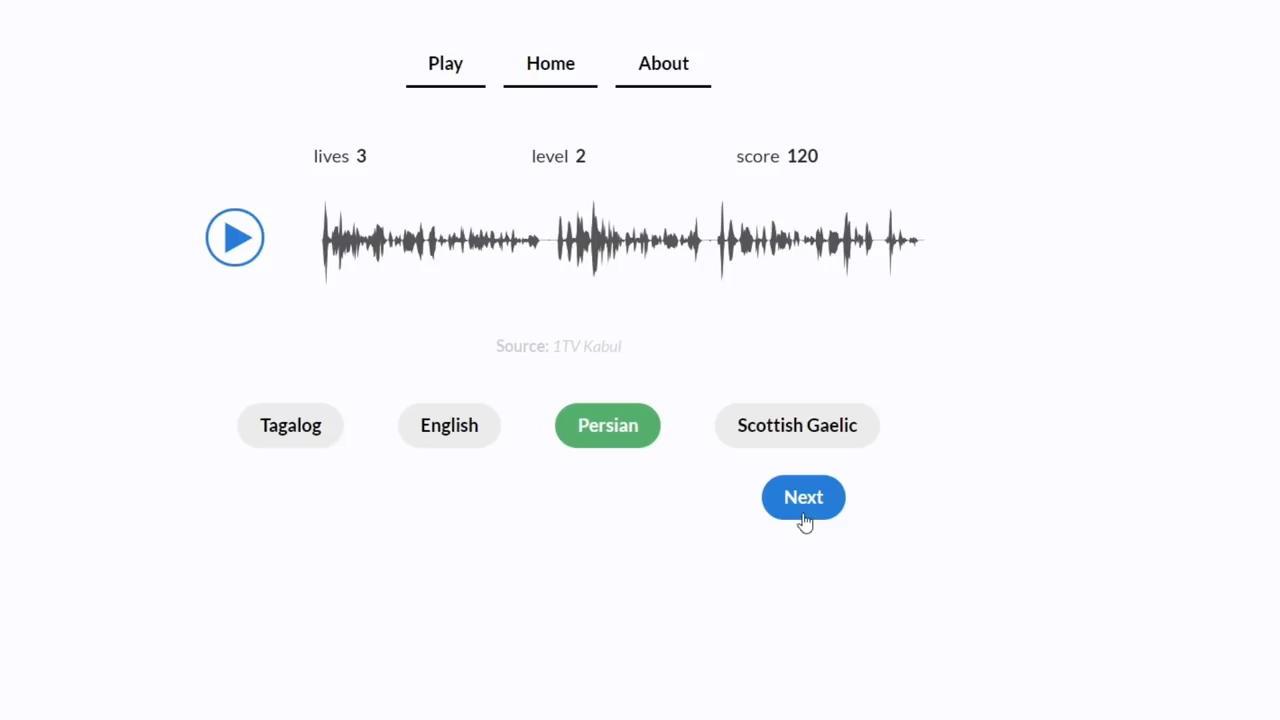 Play Home About
lives 3 level 2 score 120
Source: 1TV Kabul
Tagalog English Persian Scottish Gaelic
Next